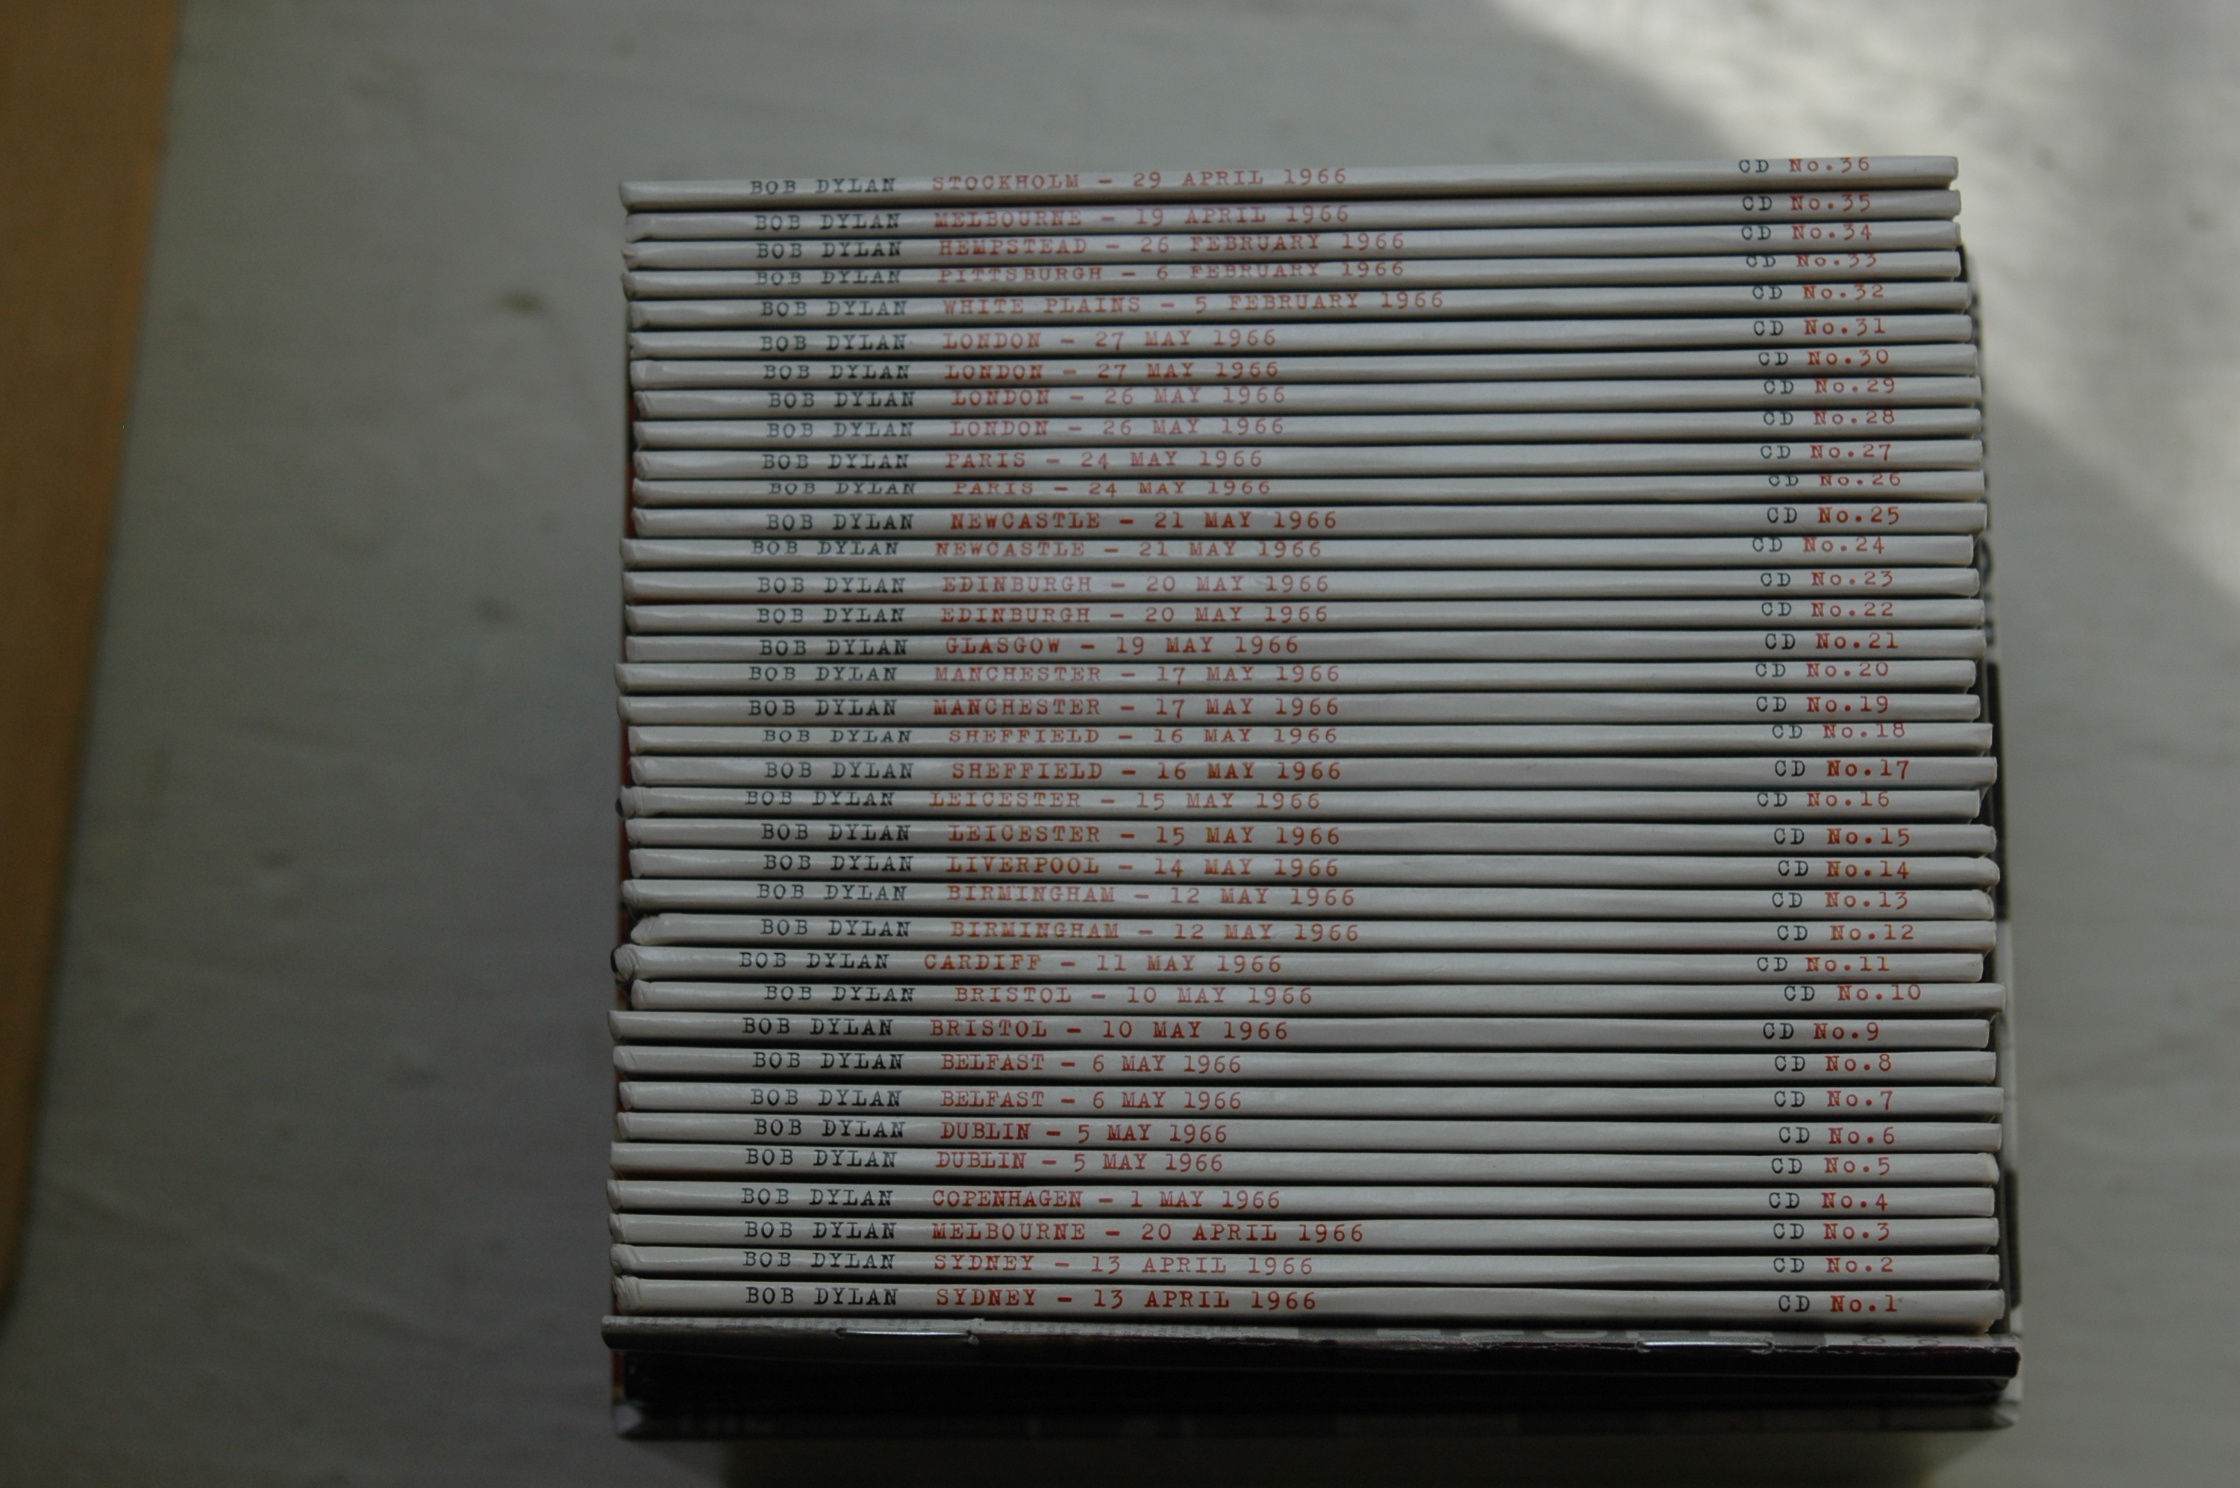 BOB DYLAN STOCKHOLM - 29 APRIL 1966 CD No.36
BOB DYLAN MELBOURNE - 19 APRIL 1966 CD No.35
BOB DYLAN HEMPSTEAD - 26 FEBRUARY 1966 CD No.34
BOB DYLAN PITTSBURGH - 6 FEBRUARY 1966 CD No.33
BOB DYLAN WHITE PLAINS - 5 FEBRUARY 1966 CD No.32
BOB DYLAN LONDON - 27 MAY 1966 CD No.31
BOB DYLAN LONDON - 27 MAY 1966 CD No.30
BOB DYLAN LONDON - 26 MAY 1966 CD No.29
BOB DYLAN LONDON - 26 MAY 1966 CD No.28
BOB DYLAN PARIS - 24 MAY 1966 CD No.27
BOB DYLAN PARIS - 24 MAY 1966 CD No.26
BOB DYLAN NEWCASTLE - 21 MAY 1966 CD No.25
BOB DYLAN NEWCASTLE - 21 MAY 1966 CD No.24
BOB DYLAN EDINBURGH - 20 MAY 1966 CD No.23
BOB DYLAN EDINBURGH - 20 MAY 1966 CD No.22
BOB DYLAN GLASGOW - 19 MAY 1966 CD No.21
BOB DYLAN MANCHESTER - 17 MAY 1966 CD No.20
BOB DYLAN MANCHESTER - 17 MAY 1966 CD No.19
BOB DYLAN SHEFFIELD - 16 MAY 1966 CD No.18
BOB DYLAN SHEFFIELD - 16 MAY 1966 CD No.17
BOB DYLAN LEICESTER - 15 MAY 1966 CD No.16
BOB DYLAN LEICESTER - 15 MAY 1966 CD No.15
BOB DYLAN LIVERPOOL - 14 MAY 1966 CD No.14
BOB DYLAN BIRMINGHAM - 12 MAY 1966 CD No.13
BOB DYLAN BIRMINGHAM - 12 MAY 1966 CD No.12
BOB DYLAN CARDIFF - 11 MAY 1966 CD No.11
BOB DYLAN BRISTOL - 10 MAY 1966 CD No.10
BOB DYLAN BRISTOL - 10 MAY 1966 CD No.9
BOB DYLAN BELFAST - 6 MAY 1966 CD No.8
BOB DYLAN BELFAST - 6 MAY 1966 CD No.7
BOB DYLAN DUBLIN - 5 MAY 1966 CD No.6
BOB DYLAN DUBLIN - 5 MAY 1966 CD No.5
BOB DYLAN COPENHAGEN - 1 MAY 1966 CD No.4
BOB DYLAN MELBOURNE - 20 APRIL 1966 CD No.3
BOB DYLAN SYDNEY - 13 APRIL 1966 CD No.2
BOB DYLAN SYDNEY - 13 APRIL 1966 CD No.1